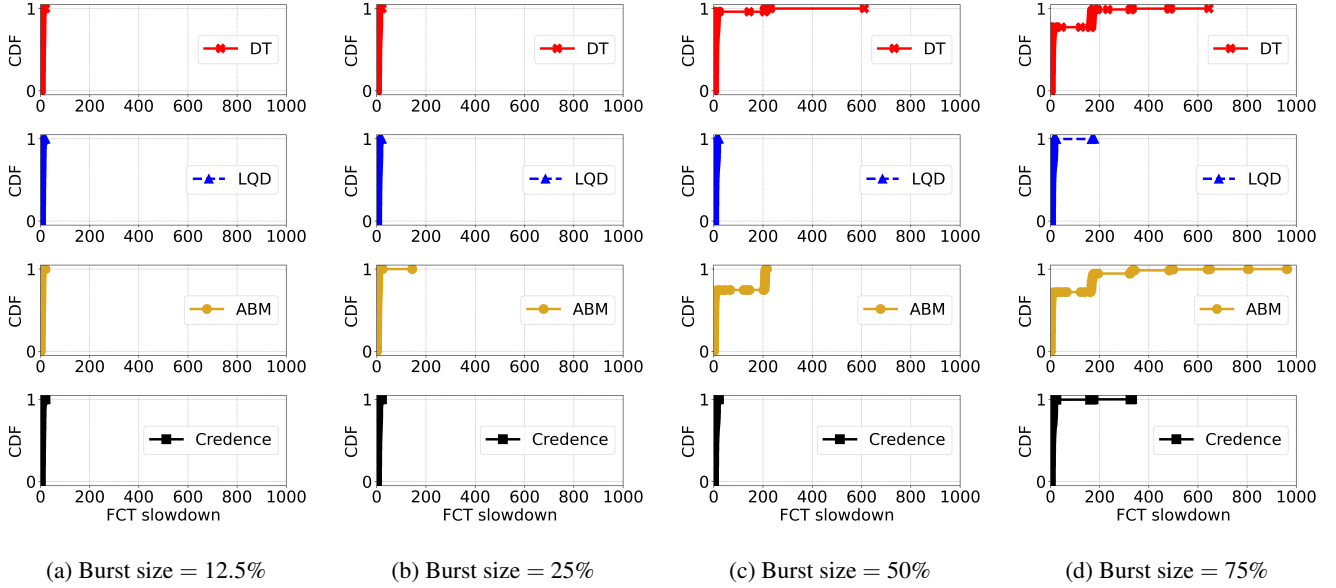 CDF
1
0
DT
0 200 400 600 800 1000
CDF
1
0
LQD
0 200 400 600 800 1000
CDF
1
0
ABM
0 200 400 600 800 1000
CDF
1
0
Credence
0 200 400 600 800 1000
FCT slowdown
(a) Burst size = 12.5%
CDF
1
0
DT
0 200 400 600 800 1000
CDF
1
0
LQD
0 200 400 600 800 1000
CDF
1
0
ABM
0 200 400 600 800 1000
CDF
1
0
Credence
0 200 400 600 800 1000
FCT slowdown
(b) Burst size = 25%
CDF
1
0
DT
0 200 400 600 800 1000
CDF
1
0
LQD
0 200 400 600 800 1000
CDF
1
0
ABM
0 200 400 600 800 1000
CDF
1
0
Credence
0 200 400 600 800 1000
FCT slowdown
(c) Burst size = 50%
CDF
1
0
DT
0 200 400 600 800 1000
CDF
1
0
LQD
0 200 400 600 800 1000
CDF
1
0
ABM
0 200 400 600 800 1000
CDF
1
0
Credence
0 200 400 600 800 1000
FCT slowdown
(d) Burst size = 75%